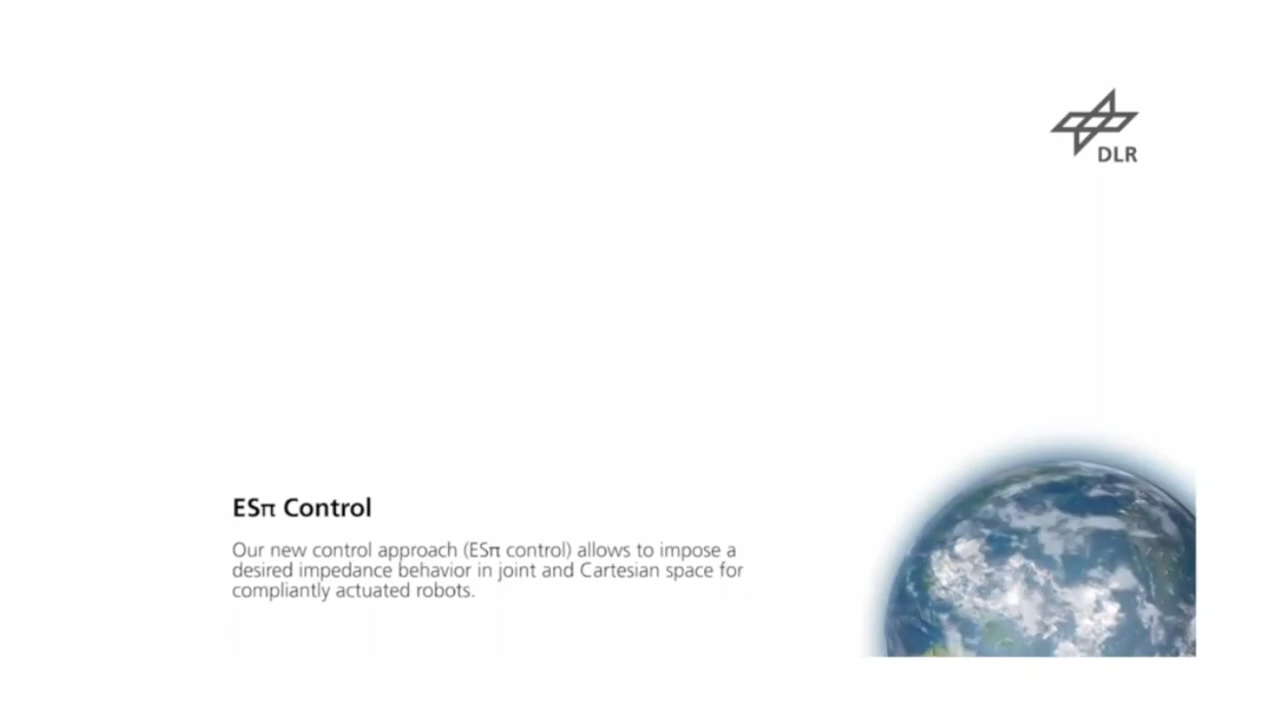 DLR
ESπ Control
Our new control approach (ESπ control) allows to impose a
desired impedance behavior in joint and Cartesian space for
compliantly actuated robots.